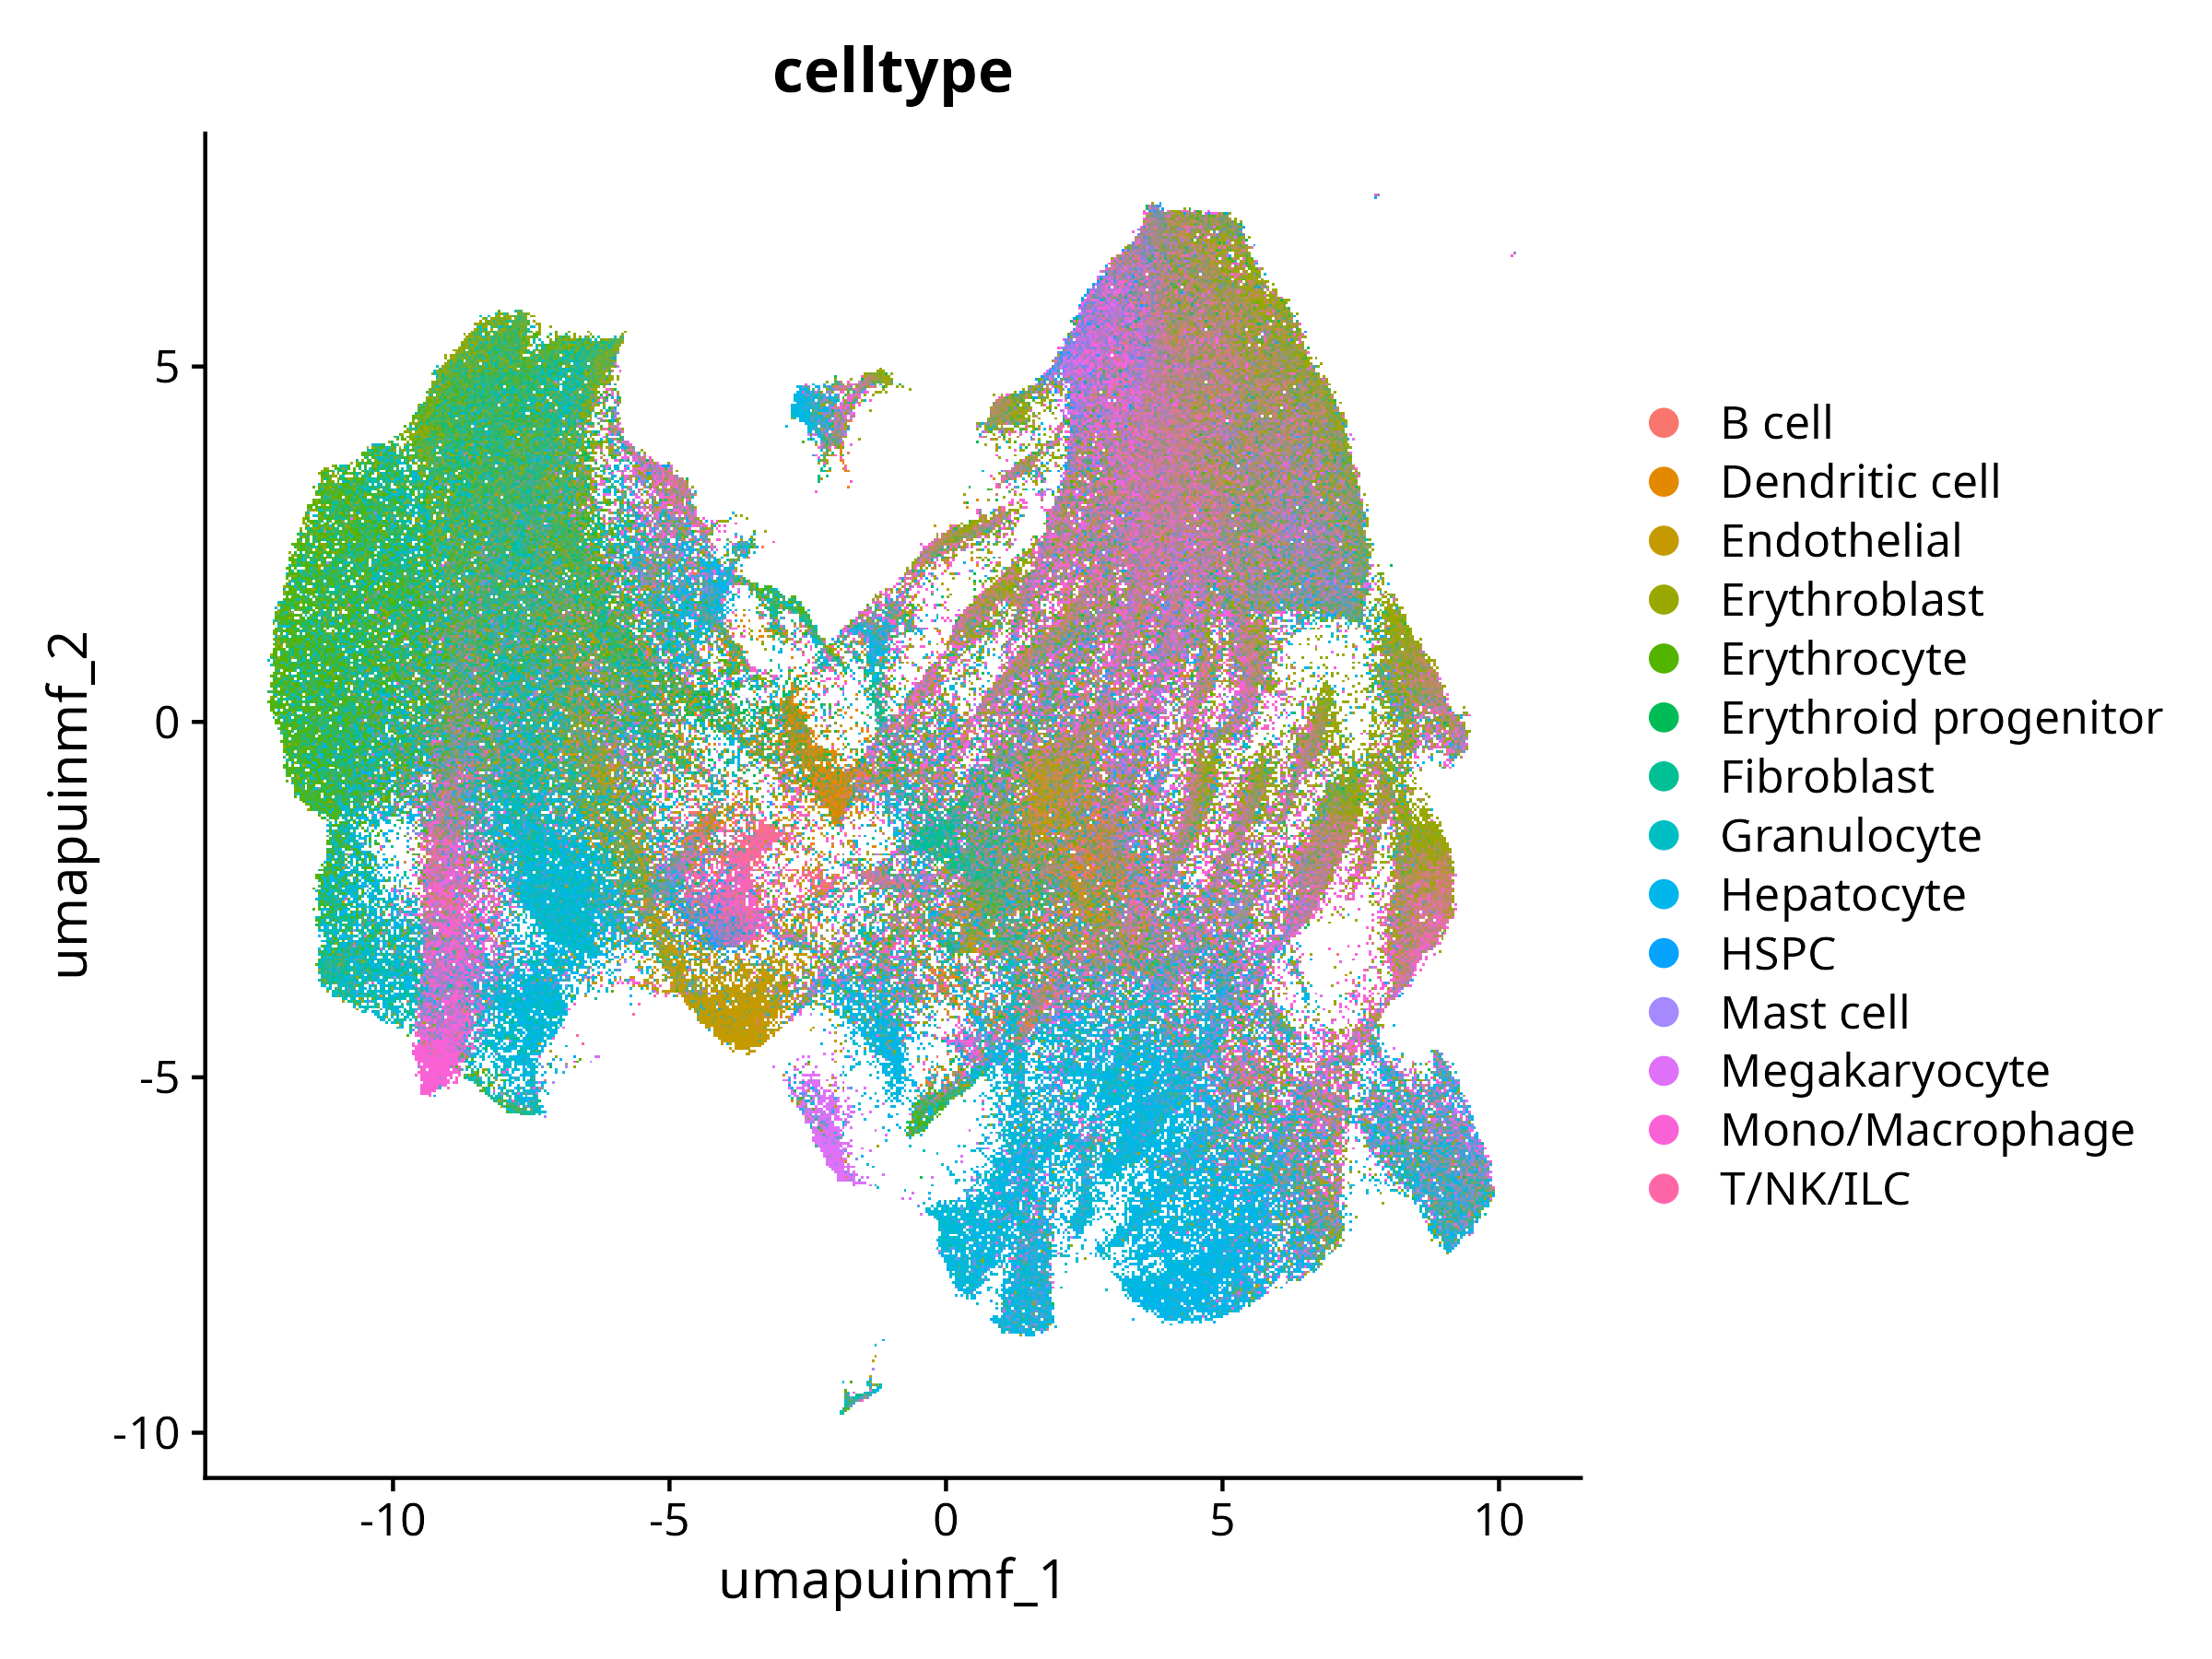 celltype
umapuinmf_2
5
0
-5
-10
-10
-5
0
5
10
umapuinmf_1
B cell
Dendritic cell
Endothelial
Erythroblast
Erythrocyte
Erythroid progenitor
Fibroblast
Granulocyte
Hepatocyte
HSPC
Mast cell
Megakaryocyte
Mono/Macrophage
T/NK/ILC